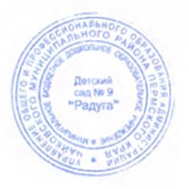 УПРАВЛЕНИЕ ОБЩЕГО И ПРОФЕССИОНАЛЬНОГО ОБРАЗОВАНИЯ АДМИНИСТРАЦИИ
ЧАЙКОВСКОГО МУНИЦИПАЛЬНОГО РАЙОНА ПЕРМСКОГО КРАЯ
МУНИЦИПАЛЬНОЕ БЮДЖЕТНОЕ ДОШКОЛЬНОЕ ОБРАЗОВАТЕЛЬНОЕ УЧРЕЖДЕНИЕ
Детский
сад № 9
"Радуга"